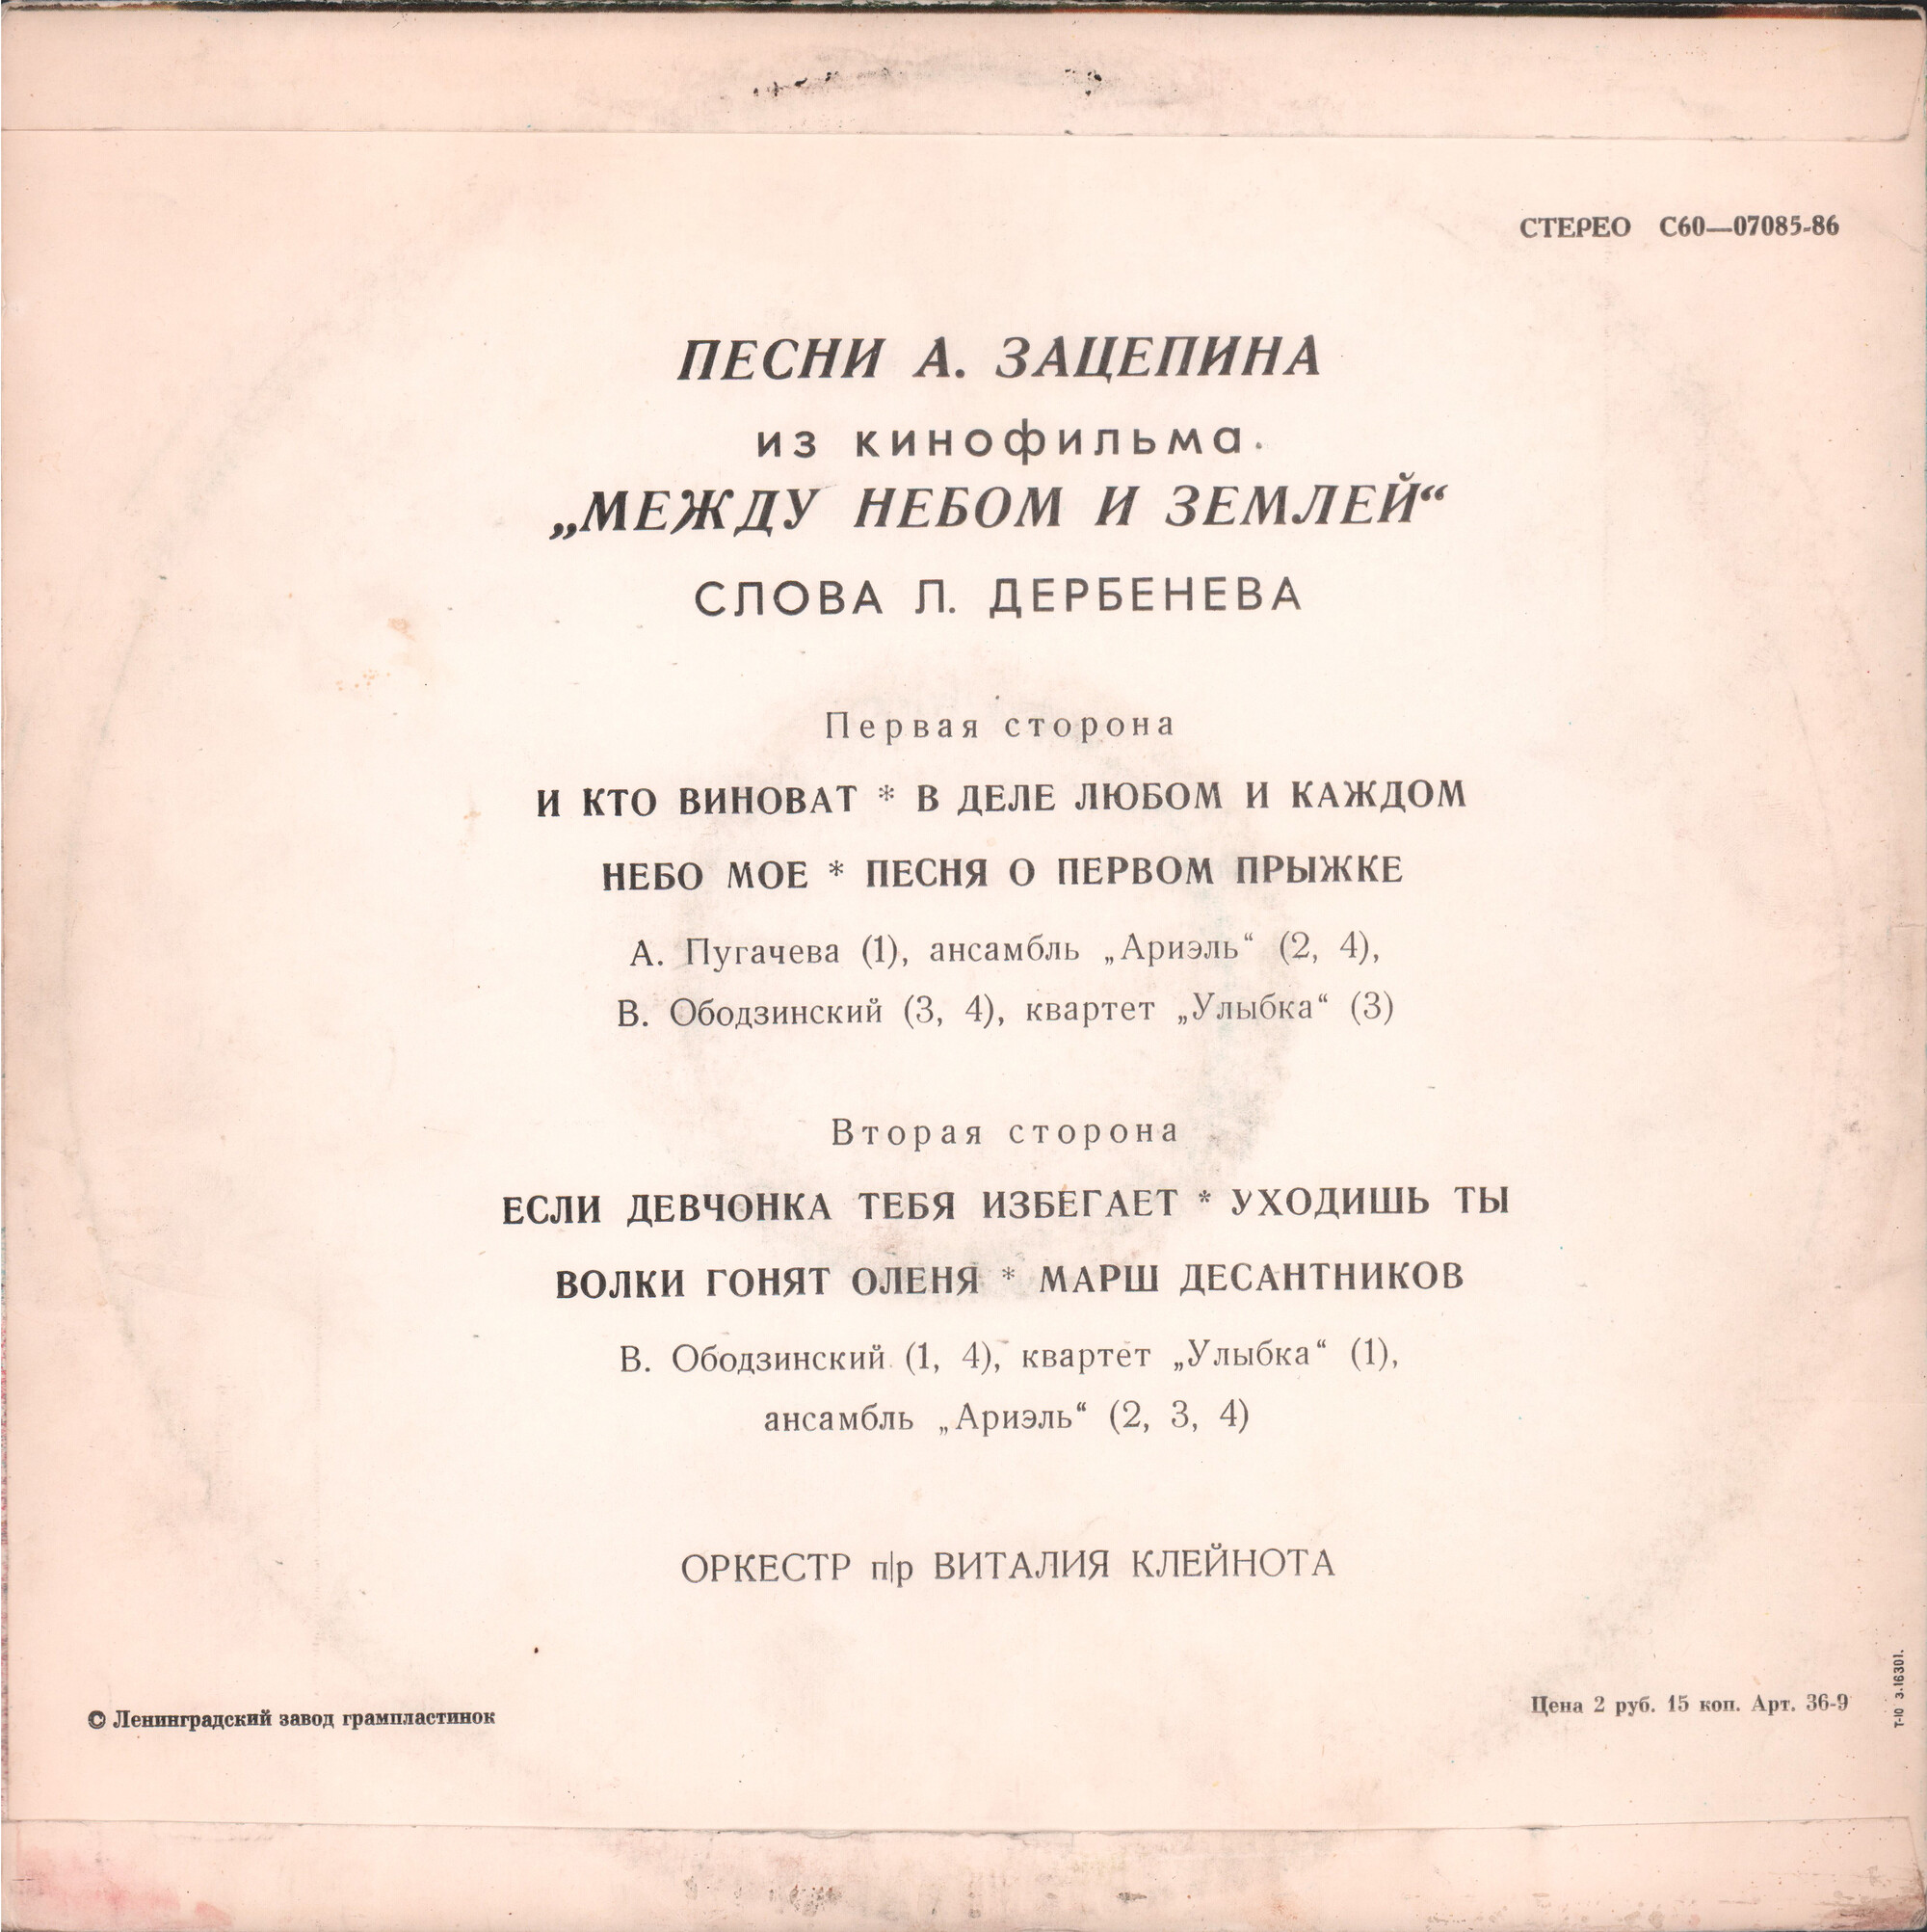 СТЕРЕО С60—07085-86
ПЕСНИ А. ЗАЦЕПИНА
из кинофильма
„МЕЖДУ НЕБОМ И ЗЕМЛЕЙ“
СЛОВА Л. ДЕРБЕНЕВА
Первая сторона
И КТО ВИНОВАТ * В ДЕЛЕ ЛЮБОМ И КАЖДОМ
НЕБО МОЕ * ПЕСНЯ О ПЕРВОМ ПРЫЖКЕ
А. Пугачева (1), ансамбль „Ариэль“ (2, 4),
В. Ободзинский (3, 4), квартет „Улыбка“ (3)
Вторая сторона
ЕСЛИ ДЕВЧОНКА ТЕБЯ ИЗБЕГАЕТ * УХОДИШЬ ТЫ
ВОЛКИ ГОНЯТ ОЛЕНЯ * МАРШ ДЕСАНТНИКОВ
В. Ободзинский (1, 4), квартет „Улыбка“ (1),
ансамбль „Ариэль“ (2, 3, 4)
ОРКЕСТР п/р ВИТАЛИЯ КЛЕЙНОТА
© Ленинградский завод грампластинок
Цена 2 руб. 15 коп. Арт. 36-9
Т-10 З.16301.